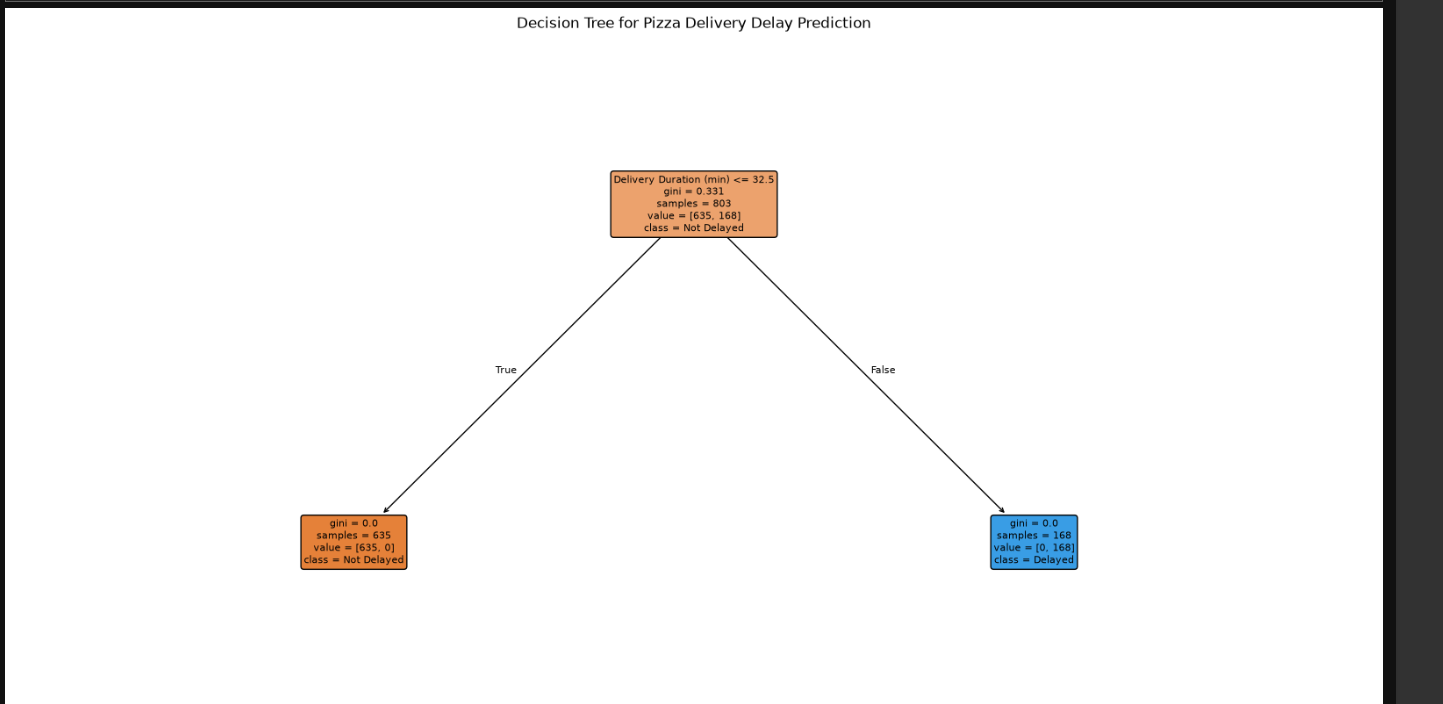 Decision Tree for Pizza Delivery Delay Prediction
Delivery Duration (min) <= 32.5
gini = 0.331
samples = 803
value = [635, 168]
class = Not Delayed
True
False
gini = 0.0
samples = 635
value = [635, 0]
class = Not Delayed
gini = 0.0
samples = 168
value = [0, 168]
class = Delayed